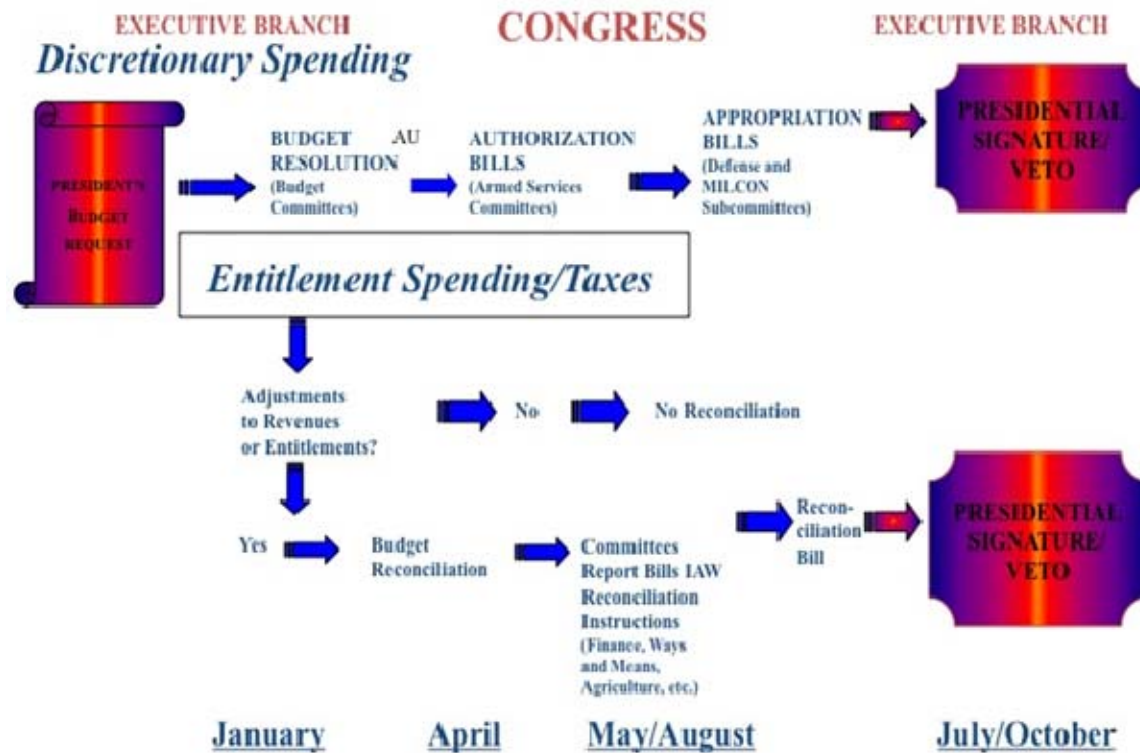 EXECUTIVE BRANCH
CONGRESS
EXECUTIVE BRANCH
Discretionary Spending
PRESIDENT'S
BUDGET
REQUEST
BUDGET
RESOLUTION
(Budget
Committees)
AU
AUTHORIZATION
BILLS
(Armed Services
Committees)
APPROPRIATION
BILLS
(Defense and
MILCON
Subcommittees)
PRESIDENTIAL
SIGNATURE/
VETO
Entitlement Spending/Taxes
Adjustments
to Revenues
or Entitlements?
No
No Reconciliation
Yes
Budget
Reconciliation
Committees
Report Bills IAW
Reconciliation
Instructions
(Finance, Ways
and Means,
Agriculture, etc.)
Recon-
ciliation
Bill
PRESIDENTIAL
SIGNATURE/
VETO
January
April
May/August
July/October